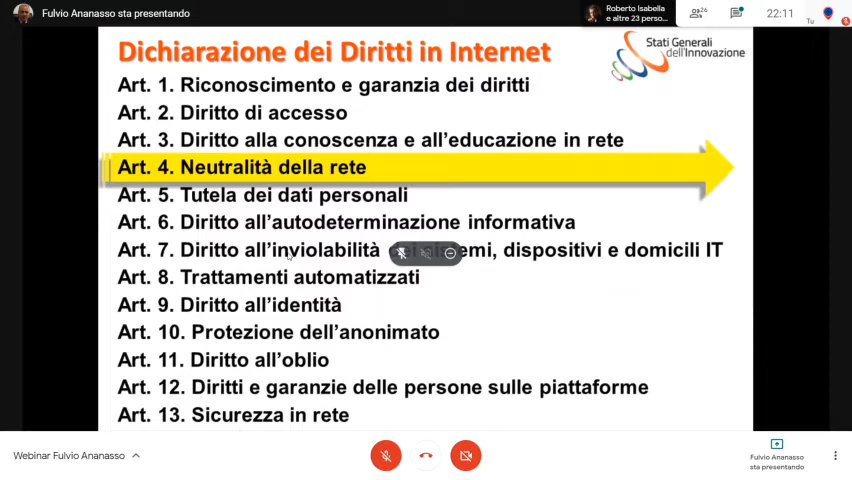 Fulvio Ananasso sta presentando
Roberto Isabella
e altre 23 perso...
26
22:11
Tu
Dichiarazione dei Diritti in Internet
Stati Generali
dell'Innovazione
Art. 1. Riconoscimento e garanzia dei diritti
Art. 2. Diritto di accesso
Art. 3. Diritto alla conoscenza e all'educazione in rete
Art. 4. Neutralità della rete
Art. 5. Tutela dei dati personali
Art. 6. Diritto all'autodeterminazione informativa
Art. 7. Diritto all'inviolabilità dei sistemi, dispositivi e domicili IT
Art. 8. Trattamenti automatizzati
Art. 9. Diritto all'identità
Art. 10. Protezione dell'anonimato
Art. 11. Diritto all'oblio
Art. 12. Diritti e garanzie delle persone sulle piattaforme
Art. 13. Sicurezza in rete
Webinar Fulvio Ananasso
Fulvio Ananasso
sta presentando